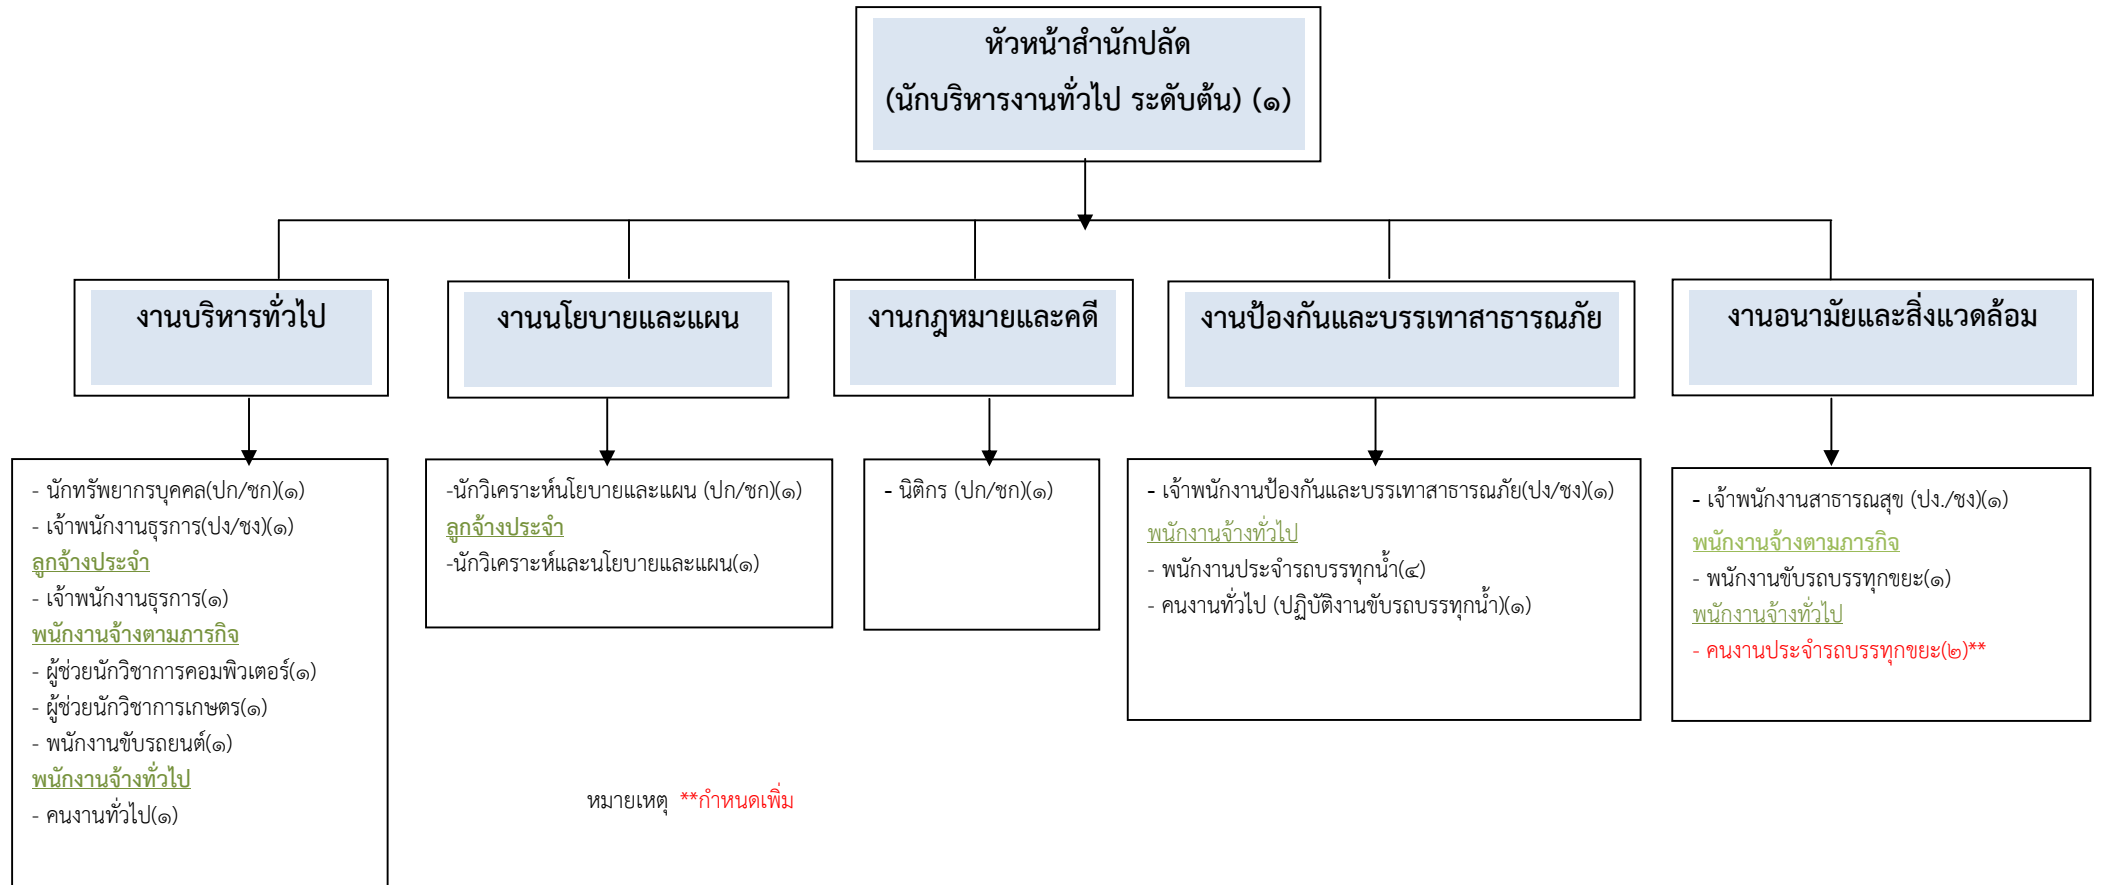 หัวหน้าสำนักปลัด
(นักบริหารงานทั่วไป ระดับต้น) (๑)
งานบริหารทั่วไป
งานนโยบายและแผน
งานกฎหมายและคดี
งานป้องกันและบรรเทาสาธารณภัย
งานอนามัยและสิ่งแวดล้อม
- นักทรัพยากรบุคคล(ปก/ชก)(๑)
- เจ้าพนักงานธุรการ(ปง/ชง)(๑)
ลูกจ้างประจำ
- เจ้าพนักงานธุรการ(๑)
พนักงานจ้างตามภารกิจ
- ผู้ช่วยนักวิชาการคอมพิวเตอร์(๑)
- ผู้ช่วยนักวิชาการเกษตร(๑)
- พนักงานขับรถยนต์(๑)
พนักงานจ้างทั่วไป
- คนงานทั่วไป(๑)
-นักวิเคราะห์นโยบายและแผน (ปก/ชก)(๑)
ลูกจ้างประจำ
-นักวิเคราะห์และนโยบายและแผน(๑)
- นิติกร (ปก/ชก)(๑)
- เจ้าพนักงานป้องกันและบรรเทาสาธารณภัย(ปง/ชง)(๑)
พนักงานจ้างทั่วไป
- พนักงานประจำรถบรรทุกน้ำ(๔)
- คนงานทั่วไป (ปฏิบัติงานขับรถบรรทุกน้ำ)(๑)
- เจ้าพนักงานสาธารณสุข (ปง./ชง)(๑)
พนักงานจ้างตามภารกิจ
- พนักงานขับรถบรรทุกขยะ(๑)
พนักงานจ้างทั่วไป
- คนงานประจำรถบรรทุกขยะ(๒)**
หมายเหตุ **กำหนดเพิ่ม